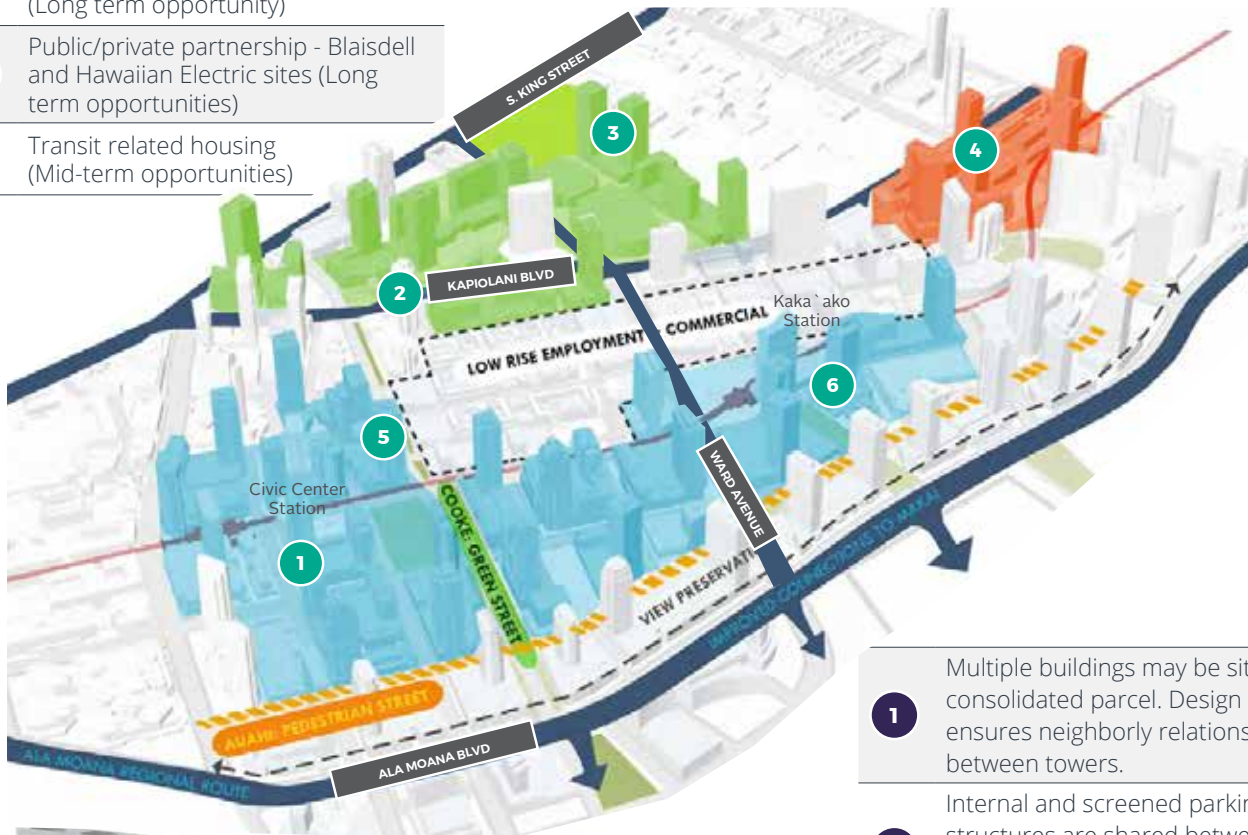 (Long term opportunity)
Public/private partnership - Blaisdell
and Hawaiian Electric sites (Long
term opportunities)
Transit related housing
(Mid-term opportunities)
S. KING STREET
3
4
2
KAPIOLANI BLVD
Kaka`ako
Station
LOW RISE EMPLOYMENT
COMMERCIAL
6
5
Civic Center
Station
1
COOKE: GREEN STREET
WARD AVENUE
VIEW PRESERVATI
IMPROVED CONNECTIONS TO MAKAI
AUAHI: PEDESTRIAN STREET
ALA MOANA BLVD
ALA MOANA REGIONAL ROUTE
1
Multiple buildings may be sit
consolidated parcel. Design
ensures neighborly relations
between towers.
Internal and screened parkin
structures are shared betwe